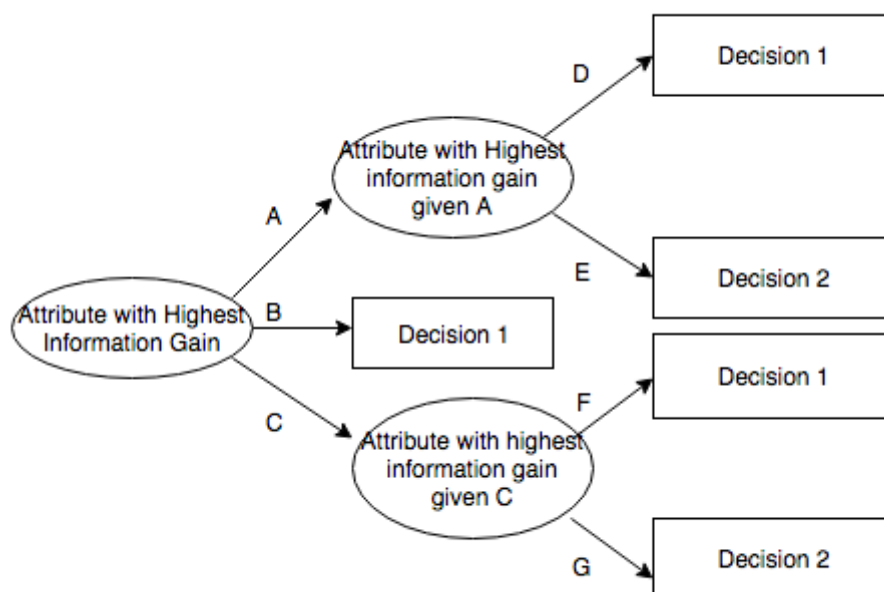 D
Decision 1
Attribute with Highest
information gain
given A
A
E
Decision 2
Attribute with Highest
Information Gain
B
Decision 1
C
F
Decision 1
Attribute with highest
information gain
given C
G
Decision 2